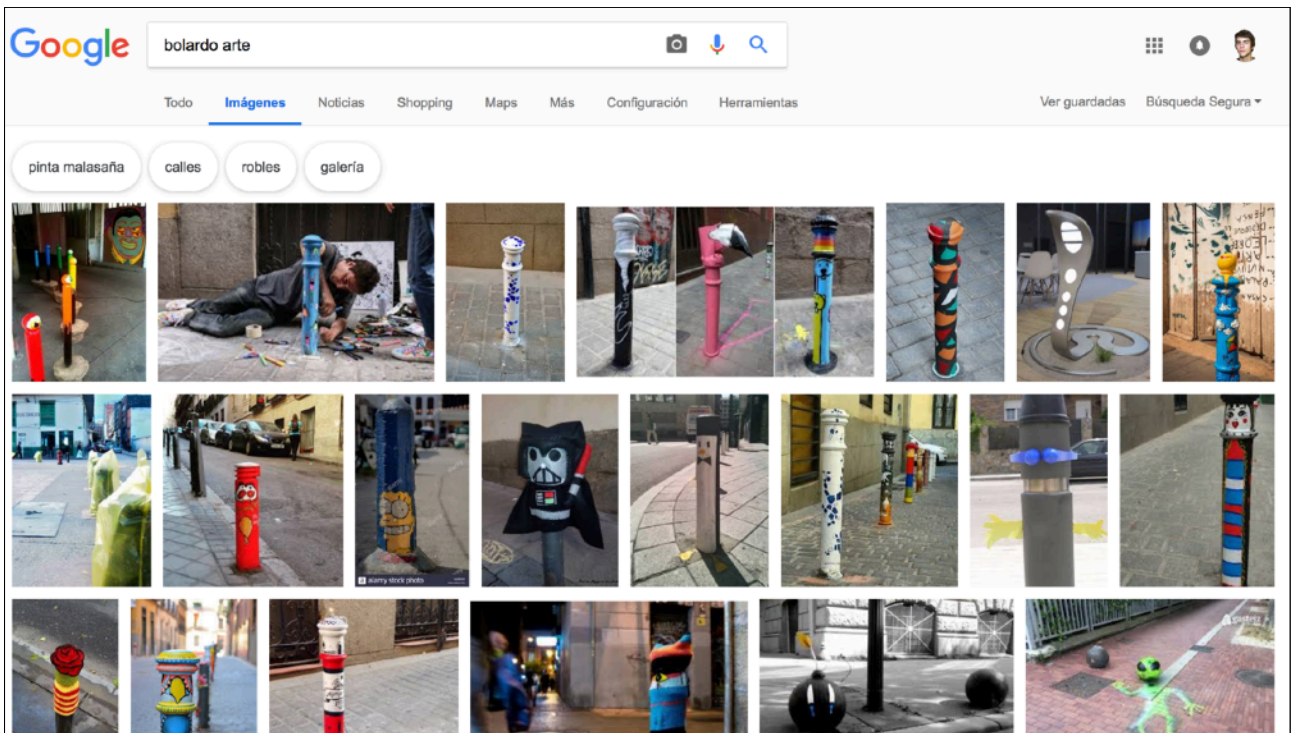 Google
bolardo arte
Todo Imágenes Noticias Shopping Maps Más Configuración Herramientas Ver guardadas Búsqueda Segura
pinta malasaña calles robles galería
alamy stock photo